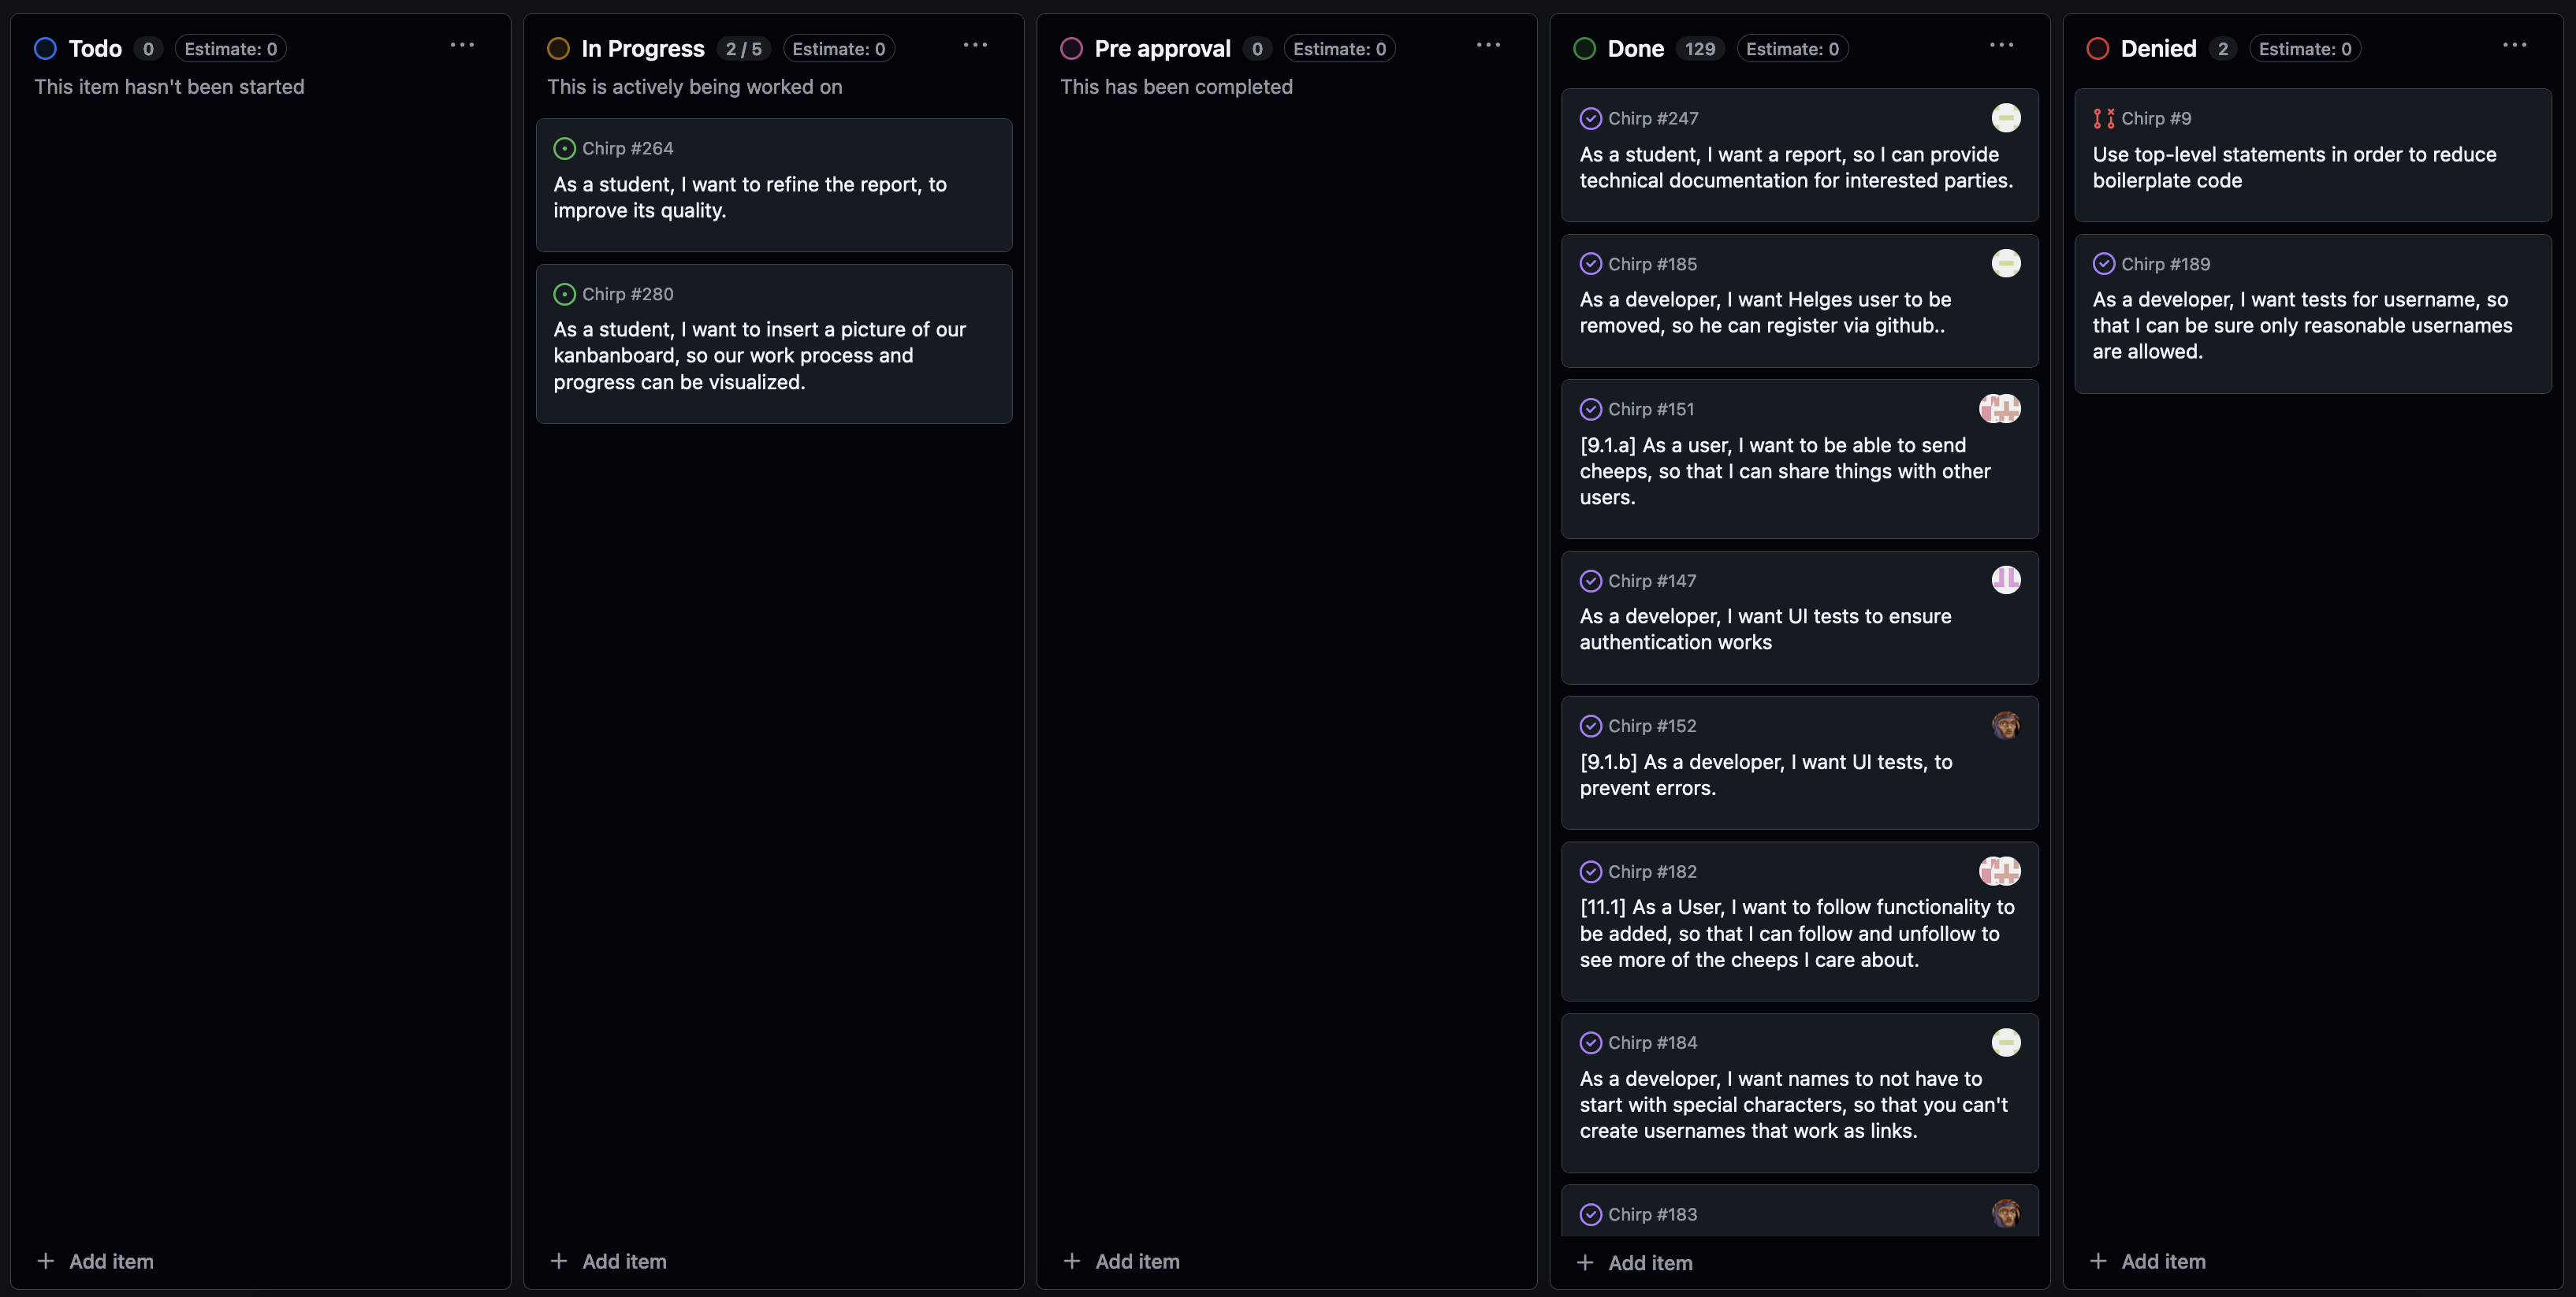 Todo 0 Estimate: 0
This item hasn't been started
Add item
In Progress 2 / 5 Estimate: 0
This is actively being worked on
Chirp #264
As a student, I want to refine the report, to
improve its quality.
Chirp #280
As a student, I want to insert a picture of our
kanbanboard, so our work process and
progress can be visualized.
Add item
Pre approval 0 Estimate: 0
This has been completed
Add item
Done 129 Estimate: 0
Chirp #247
As a student, I want a report, so I can provide
technical documentation for interested parties.
Chirp #185
As a developer, I want Helges user to be
removed, so he can register via github..
Chirp #151
[9.1.a] As a user, I want to be able to send
cheeps, so that I can share things with other
users.
Chirp #147
As a developer, I want UI tests to ensure
authentication works
Chirp #152
[9.1.b] As a developer, I want UI tests, to
prevent errors.
Chirp #182
[11.1] As a User, I want to follow functionality to
be added, so that I can follow and unfollow to
see more of the cheeps I care about.
Chirp #184
As a developer, I want names to not have to
start with special characters, so that you can't
create usernames that work as links.
Chirp #183
Add item
Denied 2 Estimate: 0
Chirp #9
Use top-level statements in order to reduce
boilerplate code
Chirp #189
As a developer, I want tests for username, so
that I can be sure only reasonable usernames
are allowed.
Add item